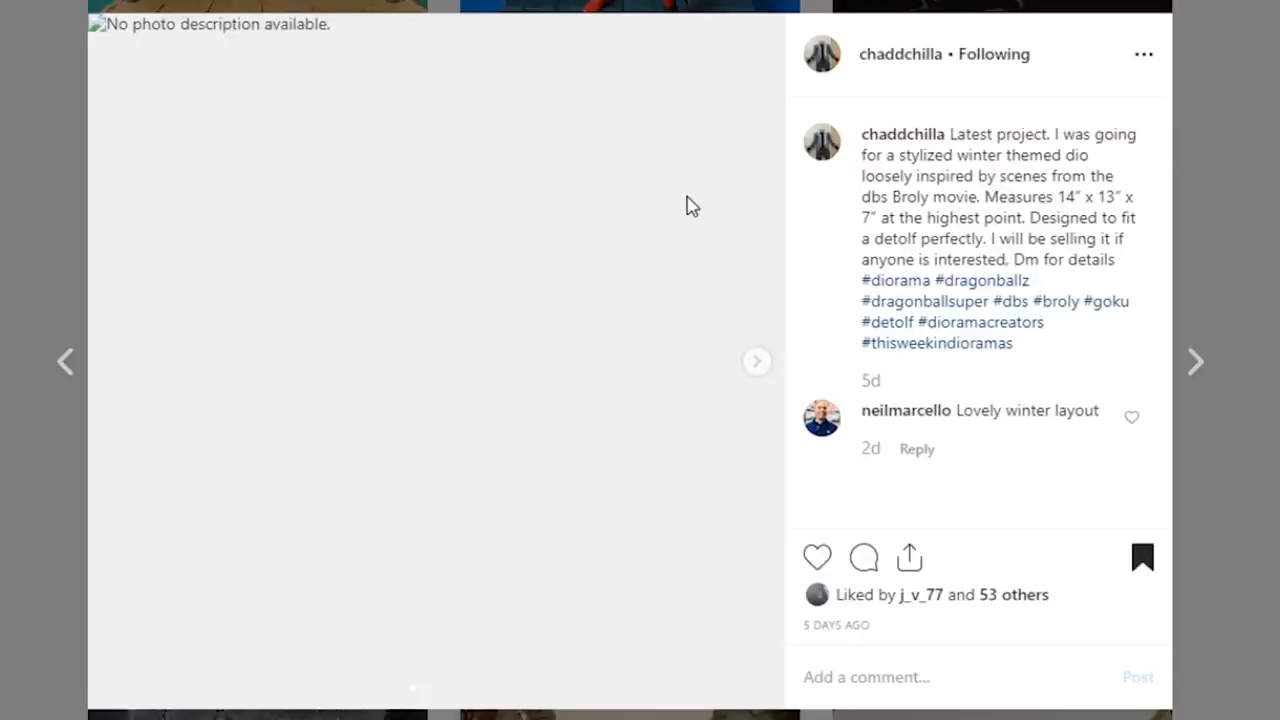 No photo description available.
chaddchilla • Following
chaddchilla Latest project. I was going
for a stylized winter themed dio
loosely inspired by scenes from the
dbs Broly movie. Measures 14” x 13” x
7” at the highest point. Designed to fit
a detolf perfectly. I will be selling it if
anyone is interested, Dm for details
#diorama #dragonballz
#dragonballsuper #dbs #broly #goku
#detolf #dioramacreators
#thisweekindioramas
5d
neilmarcello Lovely winter layout
2d Reply
Liked by j_v_77 and 53 others
5 DAYS AGO
Add a comment...
Post